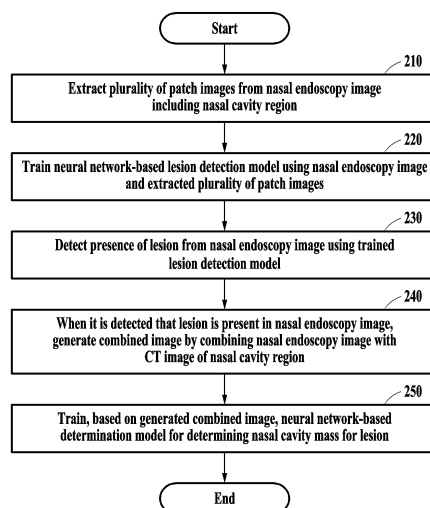 Start
210
Extract plurality of patch images from nasal endoscopy image
including nasal cavity region
220
Train neural network-based lesion detection model using nasal endoscopy image
and extracted plurality of patch images
230
Detect presence of lesion from nasal endoscopy image using trained
lesion detection model
240
When it is detected that lesion is present in nasal endoscopy image,
generate combined image by combining nasal endoscopy image with
CT image of nasal cavity region
250
Train, based on generated combined image, neural network-based
determination model for determining nasal cavity mass for lesion
End